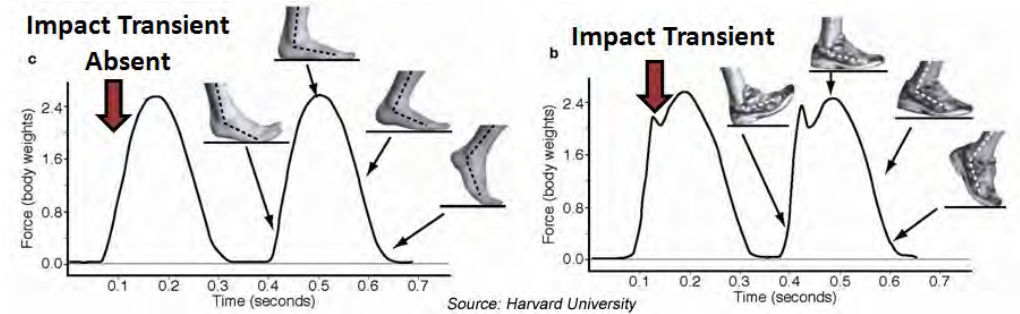 Impact Transient
Absent
c
Force (body weights)
2.4
1.6
0.8
0.0
0.1 0.2 0.3 0.4 0.5 0.6 0.7
Time (seconds)
Impact Transient
b
Force (body weights)
2.4
1.6
0.8
0.0
0.1 0.2 0.3 0.4 0.5 0.6 0.7
Time (seconds)
Source: Harvard University